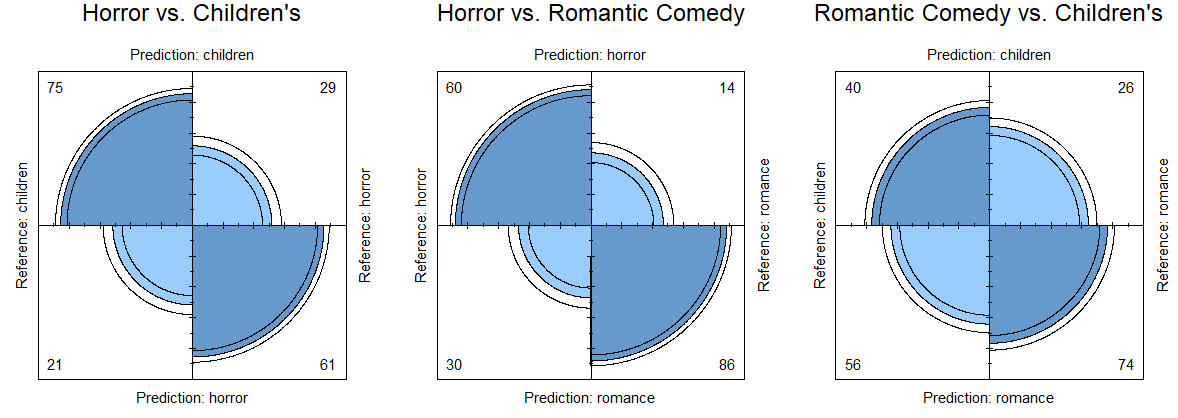 Horror vs. Children's
Prediction: children
75
29
Reference: children
Reference: horror
21
61
Prediction: horror
Horror vs. Romantic Comedy
Prediction: horror
60
14
Reference: horror
Reference: romance
30
86
Prediction: romance
Romantic Comedy vs. Children's
Prediction: children
40
26
Reference: children
Reference: romance
56
74
Prediction: romance